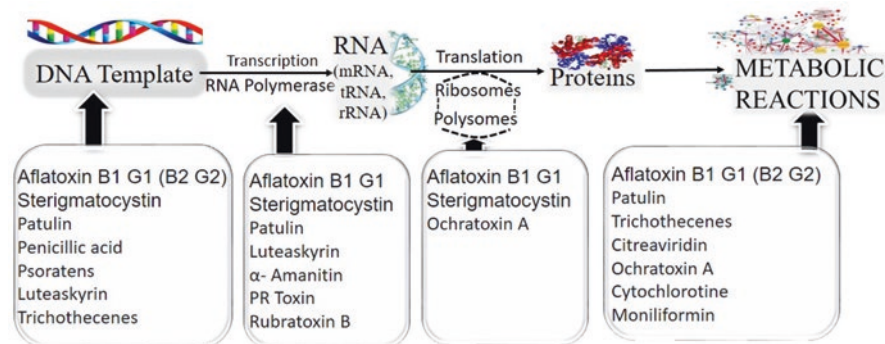 DNA Template
Transcription
RNA Polymerase
RNA
(mRNA,
tRNA,
rRNA)
Translation
Ribosomes
Polysomes
Proteins
METABOLIC
REACTIONS
Aflatoxin B1 G1 (B2 G2)
Sterigmatocystin
Patulin
Penicillic acid
Psoratens
Luteaskyrin
Trichothecenes
Aflatoxin B1 G1
Sterigmatocystin
Patulin
Luteaskyrin
α- Amanitin
PR Toxin
Rubratoxin B
Aflatoxin B1 G1
Sterigmatocystin
Ochratoxin A
Aflatoxin B1 G1 (B2 G2)
Patulin
Trichothecenes
Citreaviridin
Ochratoxin A
Cytochlorotine
Moniliformin